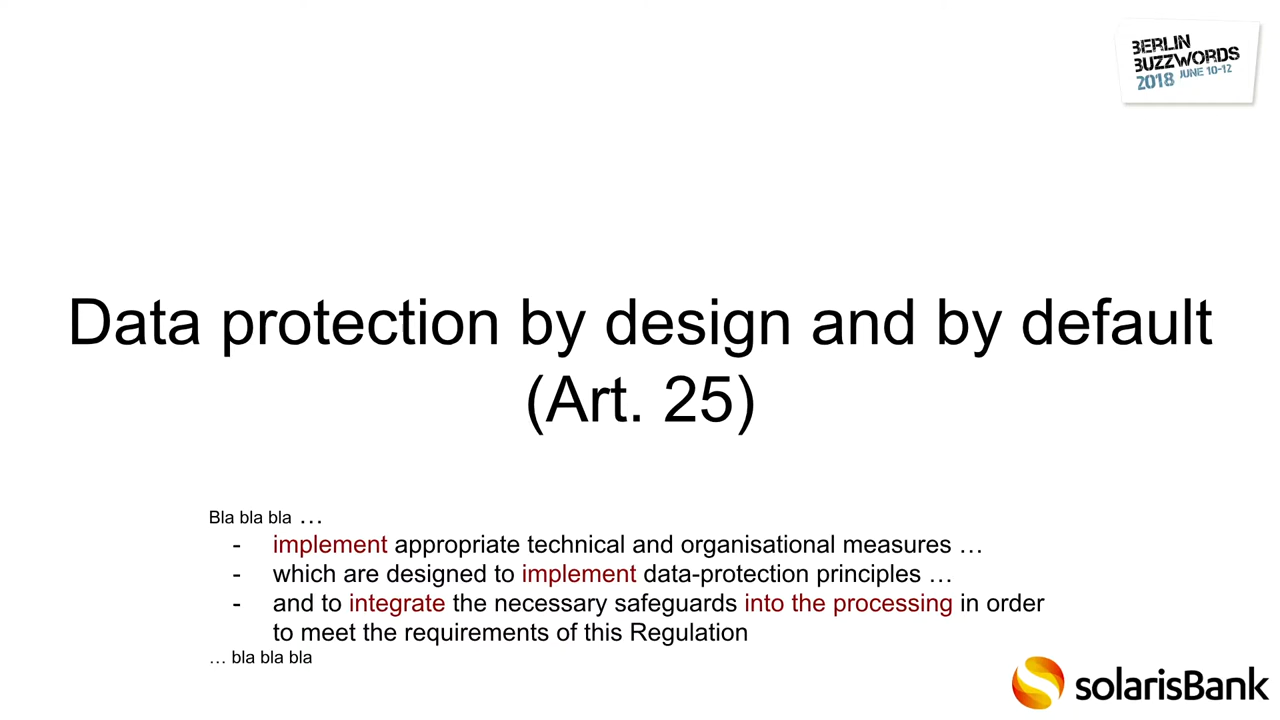 BERLIN
BUZZWORDS
2018 JUNE 10-12
Data protection by design and by default
(Art. 25)
Bla bla bla …
- implement appropriate technical and organisational measures …
- which are designed to implement data-protection principles …
- and to integrate the necessary safeguards into the processing in order
to meet the requirements of this Regulation
… bla bla bla
solarisBank